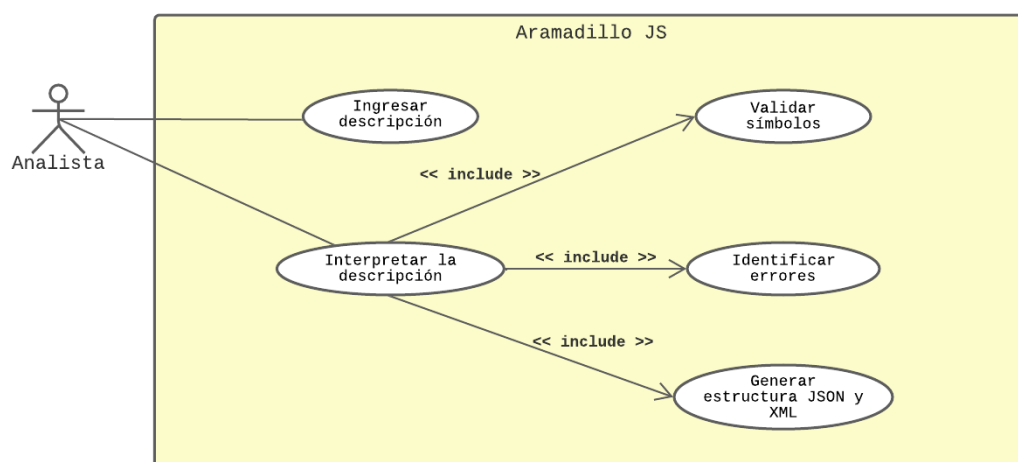 Aramadillo JS
Ingresar
descripción
Validar
símbolos
Analista
<< include >>
Interpretar la
descripción
<< include >>
Identificar
errores
<< include >>
Generar
estructura JSON y
XML